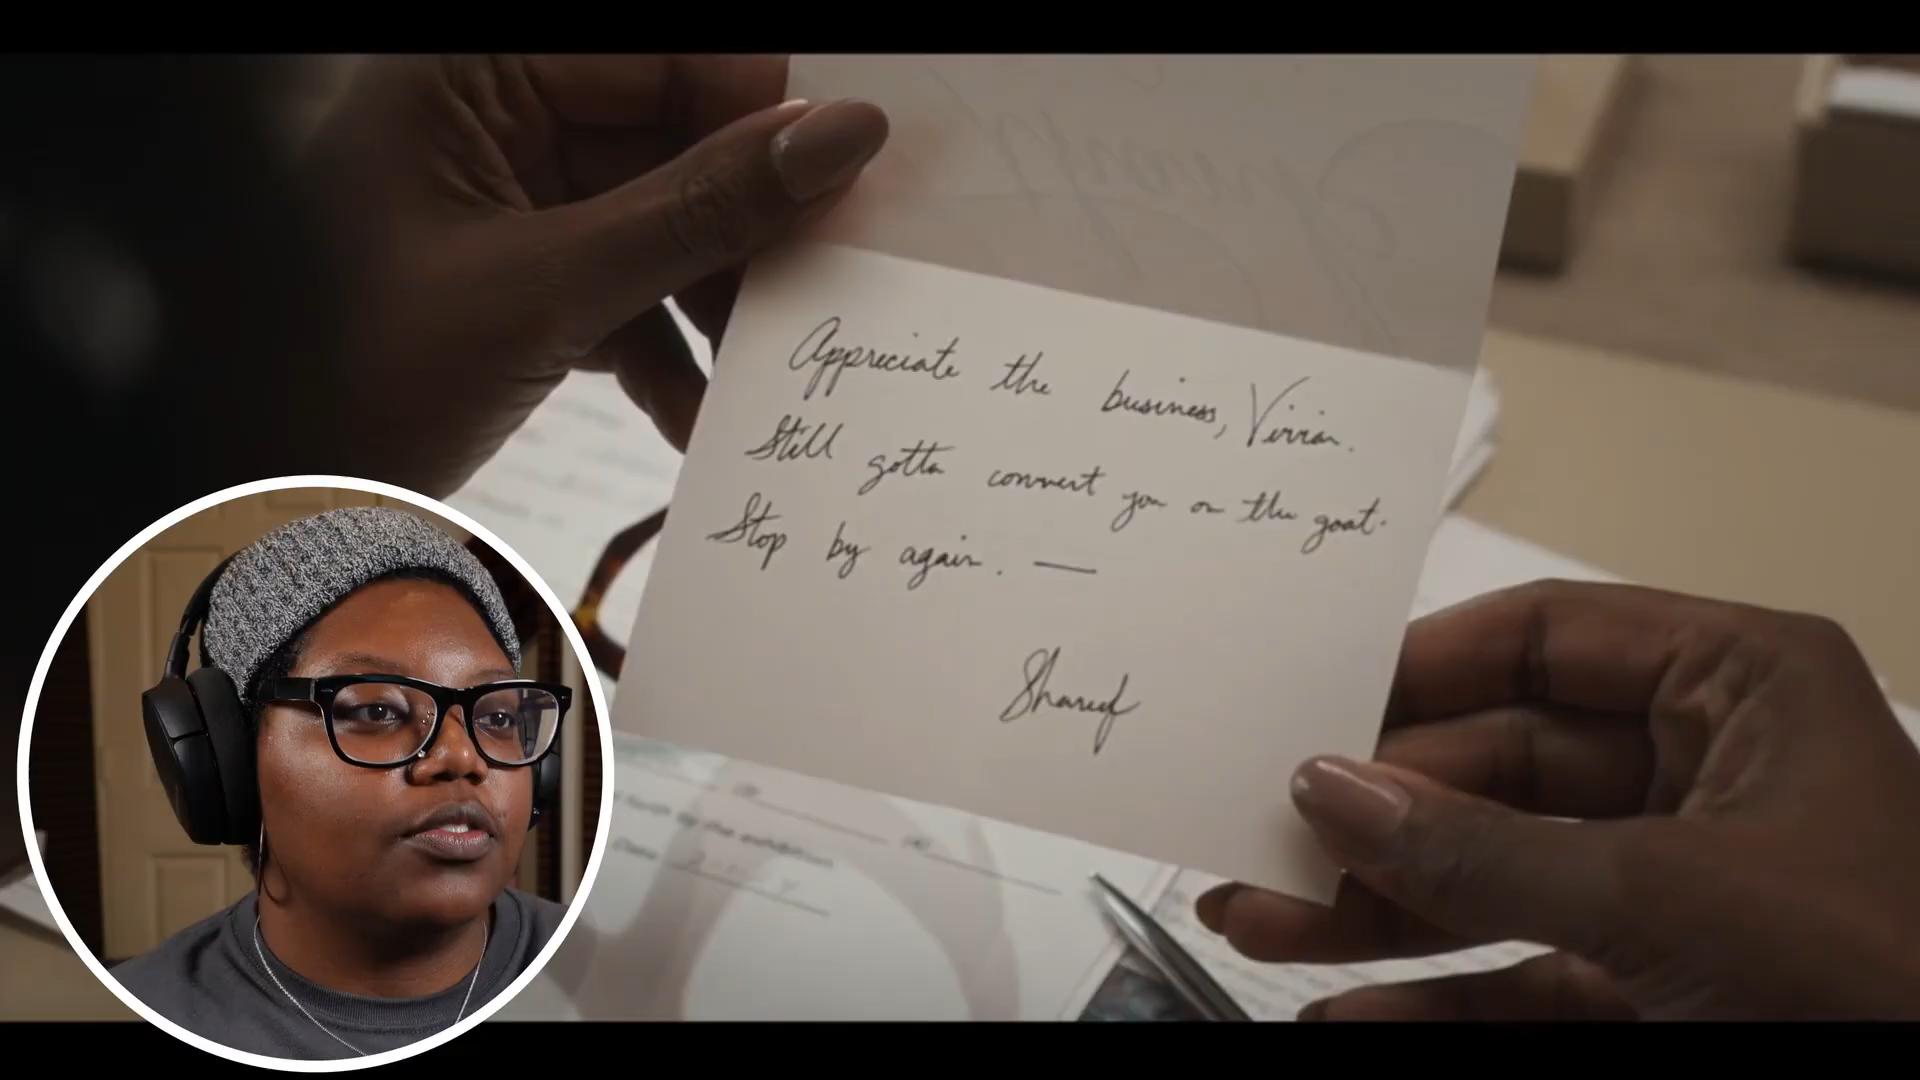 Appreciate the business, Vivian.
Still gotta convert you on the goat.
Stop by again. —
Shareef